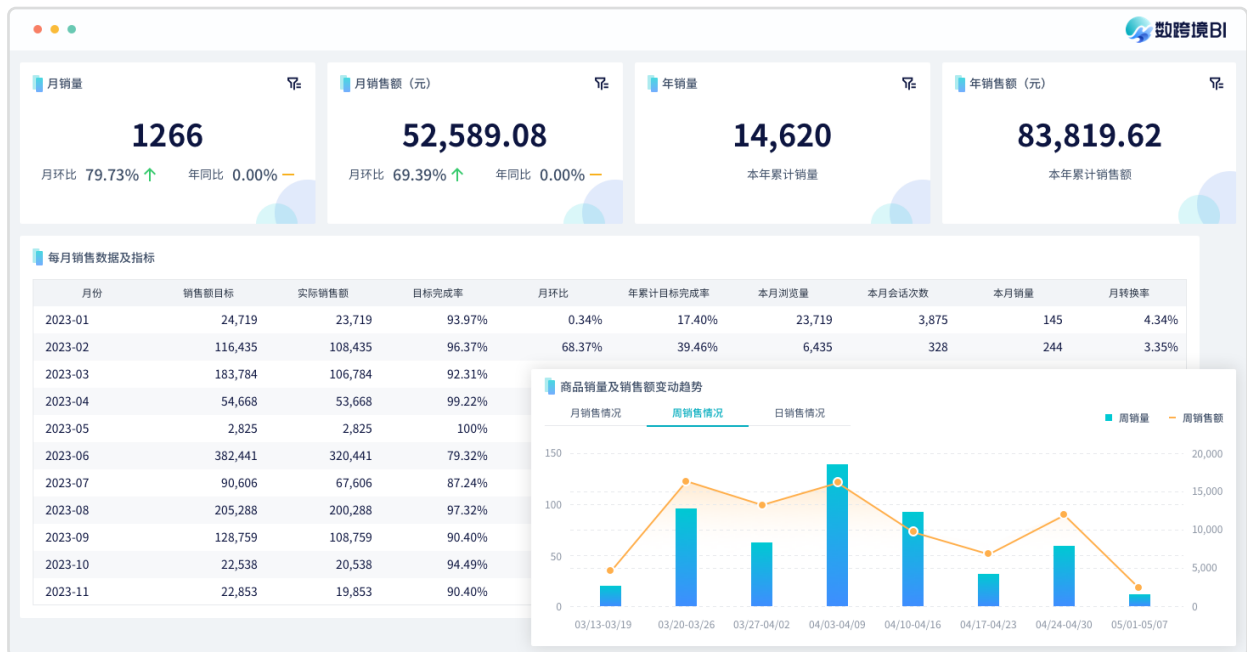 数跨境BI
月销量
1266
月环比 79.73% 年同比 0.00%
月销售额（元）
52,589.08
月环比 69.39% 年同比 0.00%
年销量
14,620
本年累计销量
年销售额（元）
83,819.62
本年累计销售额
每月销售数据及指标
月份 销售额目标 实际销售额 目标完成率 月环比 年累计目标完成率 本月浏览量 本月会话次数 本月销量 月转换率
2023-01 24,719 23,719 93.97% 0.34% 17.40% 23,719 3,875 145 4.34%
2023-02 116,435 108,435 96.37% 68.37% 39.46% 6,435 328 244 3.35%
2023-03 183,784 106,784 92.31%
2023-04 54,668 53,668 99.22%
2023-05 2,825 2,825 100%
2023-06 382,441 320,441 79.32%
2023-07 90,606 67,606 87.24%
2023-08 205,288 200,288 97.32%
2023-09 128,759 108,759 90.40%
2023-10 22,538 20,538 94.49%
2023-11 22,853 19,853 90.40%
商品销量及销售额变动趋势
月销售情况 周销售情况 日销售情况
周销量 周销售额
150 20,000
15,000
100 10,000
50 5,000
0 0
03/13-03/19 03/20-03/26 03/27-04/02 04/03-04/09 04/10-04/16 04/17-04/23 04/24-04/30 05/01-05/07